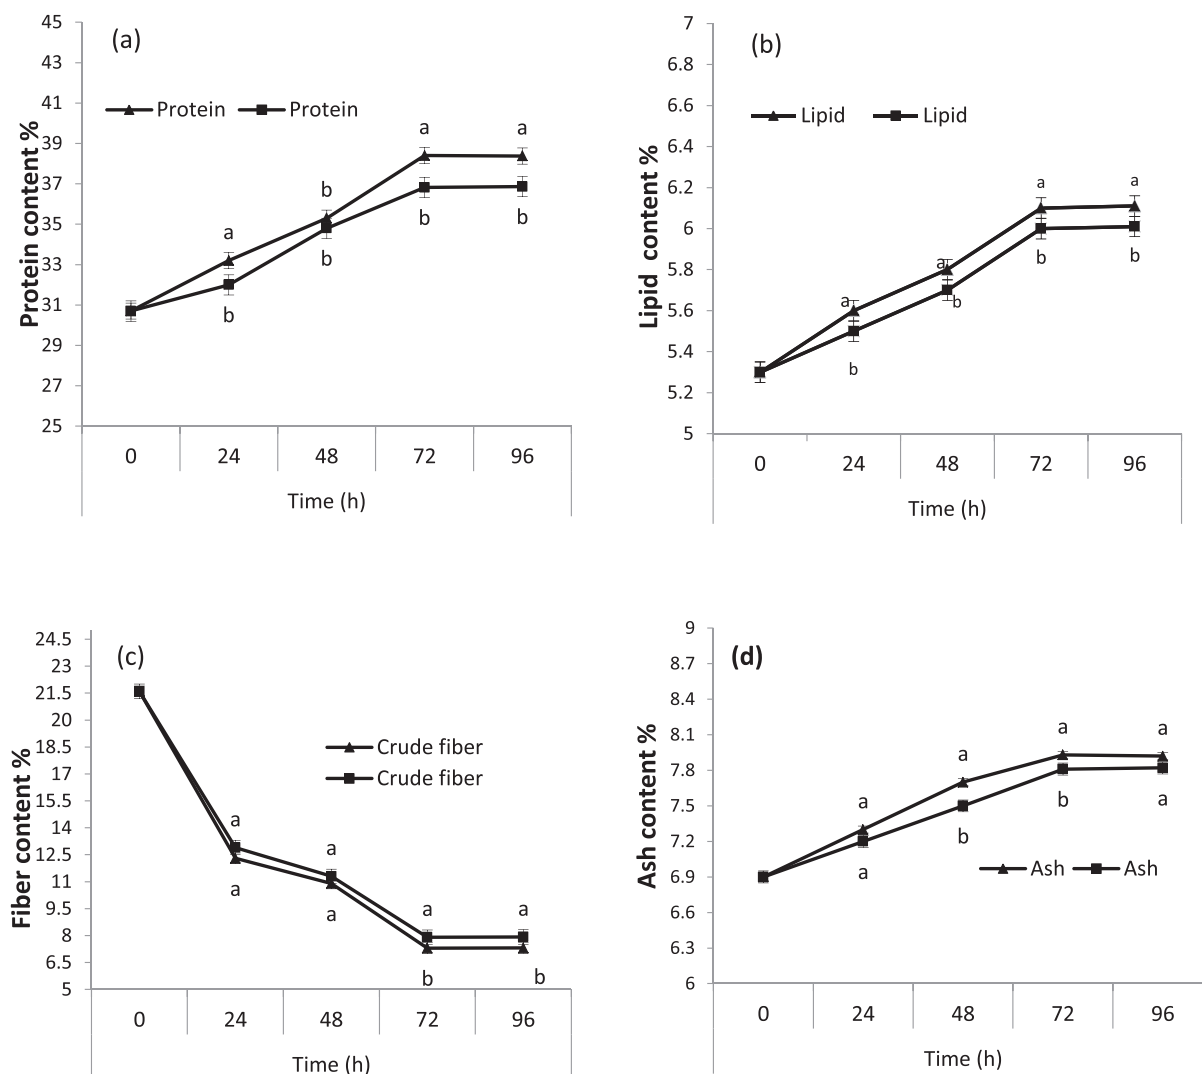 (a)
Protein Protein
Protein content %
45
43
41
39
37
35
33
31
29
27
25
a a
b
a
b b
b
b
0 24 48 72 96
Time (h)
(b)
Lipid Lipid
Lipid content %
7
6.8
6.6
6.4
6.2
6
5.8
5.6
5.4
5.2
5
a a
a
b b
a
b
b
0 24 48 72 96
Time (h)
(c)
Crude fiber
Crude fiber
Fiber content %
24.5
23
21.5
20
18.5
17
15.5
14
12.5
11
9.5
8
6.5
5
a
a
a
a a a
b b
0 24 48 72 96
Time (h)
(d)
Ash Ash
Ash content %
9
8.7
8.4
8.1
7.8
7.5
7.2
6.9
6.6
6.3
6
a a
a
a
b a
b
a
0 24 48 72 96
Time (h)